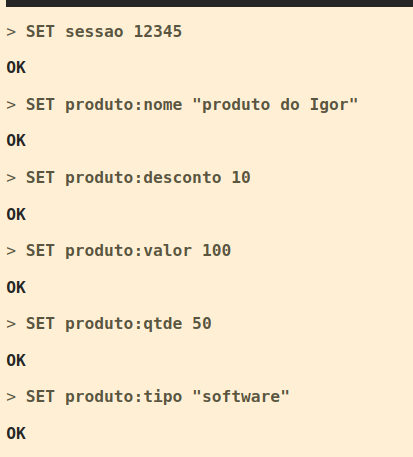 > SET sessao 12345
OK
> SET produto:nome "produto do Igor"
OK
> SET produto:desconto 10
OK
> SET produto:valor 100
OK
> SET produto:qtde 50
OK
> SET produto:tipo "software"
OK